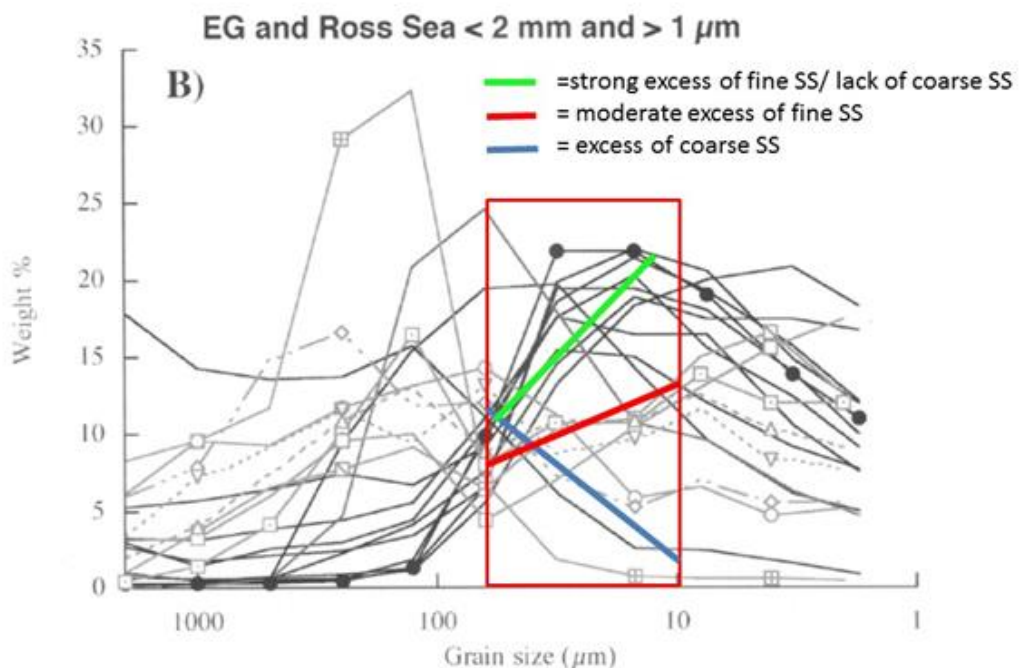 EG and Ross Sea < 2 mm and > 1 µm
35
B)
=strong excess of fine SS/ lack of coarse SS
= moderate excess of fine SS
= excess of coarse SS
30
25
20
15
10
5
0
Weight %
1000
100
10
1
Grain size (µm)